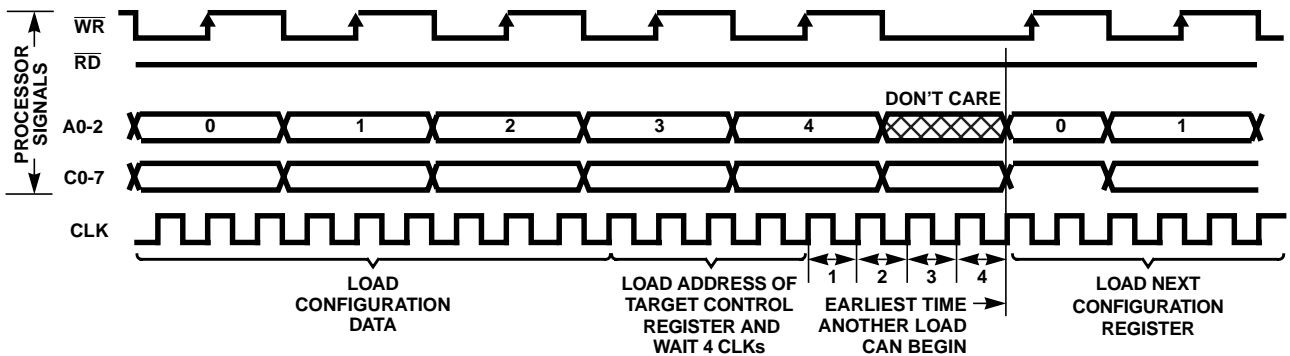 PROCESSOR
SIGNALS
WR
RD
DON'T CARE
A0-2
0
1
2
3
4
0
1
C0-7
CLK
1
2
3
4
LOAD
CONFIGURATION
DATA
LOAD ADDRESS OF
TARGET CONTROL
REGISTER AND
WAIT 4 CLKs
EARLIEST TIME
ANOTHER LOAD
CAN BEGIN
LOAD NEXT
CONFIGURATION
REGISTER